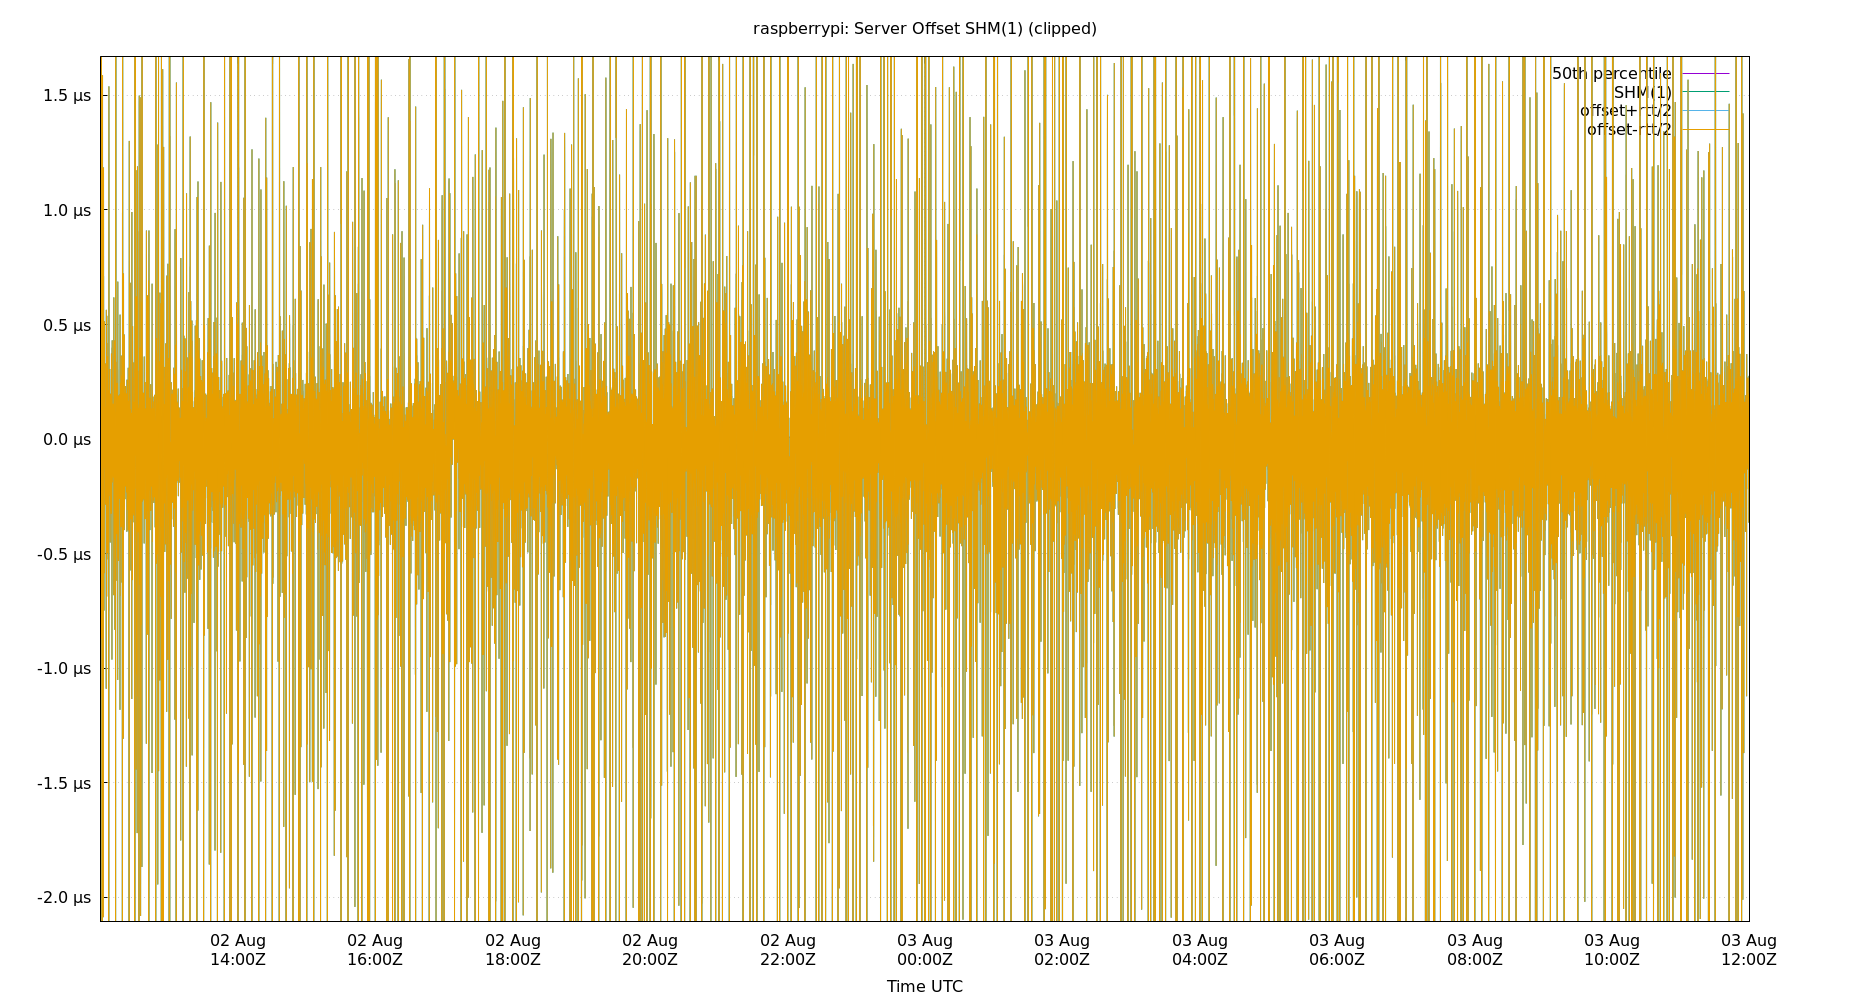 raspberrypi: Server Offset SHM(1) (clipped)
50th percentile
SHM(1)
offset+rtt/2
offset-rtt/2
1.5 µs
1.0 µs
0.5 µs
0.0 µs
-0.5 µs
-1.0 µs
-1.5 µs
-2.0 µs
02 Aug 02 Aug 02 Aug 02 Aug 02 Aug 03 Aug 03 Aug 03 Aug 03 Aug 03 Aug 03 Aug 03 Aug
14:00Z 16:00Z 18:00Z 20:00Z 22:00Z 00:00Z 02:00Z 04:00Z 06:00Z 08:00Z 10:00Z 12:00Z
Time UTC